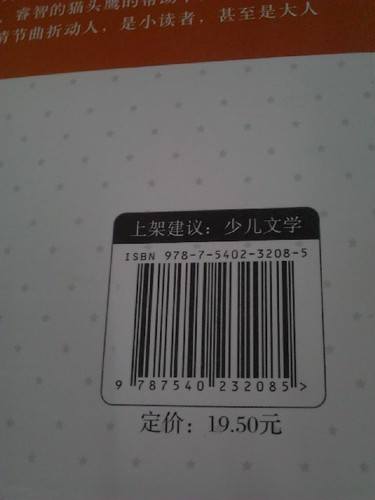 睿智的猫头鹰的帮助
情节曲折动人，是小读者，甚至是大人
上架建议：少儿文学
ISBN 978-7-5402-3208-5
9 787540 232085 >
定价：19.50元